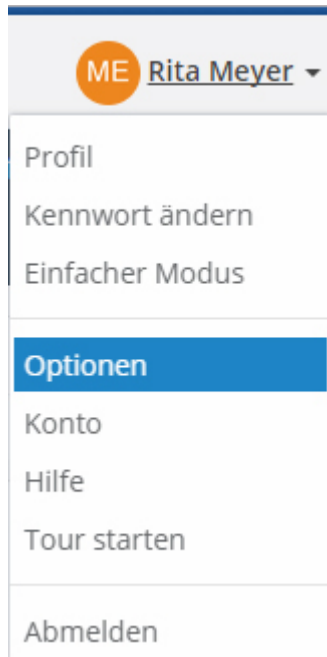 ME Rita Meyer
Profil
Kennwort ändern
Einfacher Modus
Optionen
Konto
Hilfe
Tour starten
Abmelden